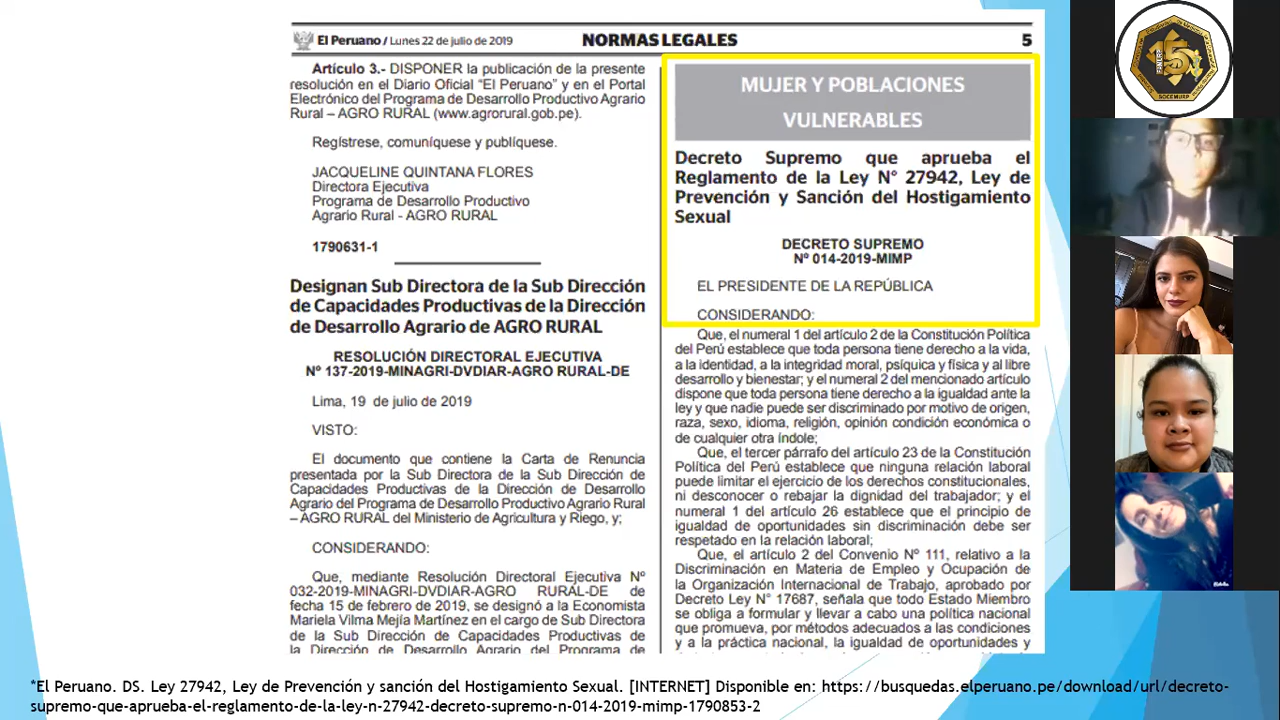 El Peruano / Lunes 22 de julio de 2019
NORMAS LEGALES
5
Artículo 3.- DISPONER la publicación de la presente
resolución en el Diario Oficial “El Peruano” y en el Portal
Electrónico del Programa de Desarrollo Productivo Agrario
Rural – AGRO RURAL (www.agrorural.gob.pe).
Regístrese, comuníquese y publíquese.
JACQUELINE QUINTANA FLORES
Directora Ejecutiva
Programa de Desarrollo Productivo
Agrario Rural - AGRO RURAL
1790631-1
Designan Sub Directora de la Sub Dirección
de Capacidades Productivas de la Dirección
de Desarrollo Agrario de AGRO RURAL
RESOLUCIÓN DIRECTORAL EJECUTIVA
Nº 137-2019-MINAGRI-DVDIAR-AGRO RURAL-DE
Lima, 19 de julio de 2019
VISTO:
El documento que contiene la Carta de Renuncia
presentada por la Sub Directora de la Sub Dirección de
Capacidades Productivas de la Dirección de Desarrollo
Agrario del Programa de Desarrollo Productivo Agrario Rural
– AGRO RURAL del Ministerio de Agricultura y Riego, y;
CONSIDERANDO:
Que, mediante Resolución Directoral Ejecutiva Nº
032-2019-MINAGRI-DVDIAR-AGRO RURAL-DE de
fecha 15 de febrero de 2019, se designó a la Economista
Mariela Vilma Mejía Martínez en el cargo de Sub Directora
de la Sub Dirección de Capacidades Productivas de
la Dirección de Desarrollo Agrario del Programa de
MUJER Y POBLACIONES
VULNERABLES
Decreto Supremo que aprueba el
Reglamento de la Ley N° 27942, Ley de
Prevención y Sanción del Hostigamiento
Sexual
DECRETO SUPREMO
Nº 014-2019-MIMP
EL PRESIDENTE DE LA REPÚBLICA
CONSIDERANDO:
Que, el numeral 1 del artículo 2 de la Constitución Política
del Perú establece que toda persona tiene derecho a la vida,
a la identidad, a la integridad moral, psíquica y física y al libre
desarrollo y bienestar; y el numeral 2 del mencionado artículo
dispone que toda persona tiene derecho a la igualdad ante la
ley y que nadie puede ser discriminado por motivo de origen,
raza, sexo, idioma, religión, opinión condición económica o
de cualquier otra índole;
Que, el tercer párrafo del artículo 23 de la Constitución
Política del Perú establece que ninguna relación laboral
puede limitar el ejercicio de los derechos constitucionales,
ni desconocer o rebajar la dignidad del trabajador; y el
numeral 1 del artículo 26 establece que el principio de
igualdad de oportunidades sin discriminación debe ser
respetado en la relación laboral;
Que, el artículo 2 del Convenio Nº 111, relativo a la
Discriminación en Materia de Empleo y Ocupación de
la Organización Internacional de Trabajo, aprobado por
Decreto Ley N° 17687, señala que todo Estado Miembro
se obliga a formular y llevar a cabo una política nacional
que promueva, por métodos adecuados a las condiciones
y a la práctica nacional, la igualdad de oportunidades y
15
SOCEMURP
*El Peruano. DS. Ley 27942, Ley de Prevención y sanción del Hostigamiento Sexual. [INTERNET] Disponible en: https://busquedas.elperuano.pe/download/url/decreto-
supremo-que-aprueba-el-reglamento-de-la-ley-n-27942-decreto-supremo-n-014-2019-mimp-1790853-2